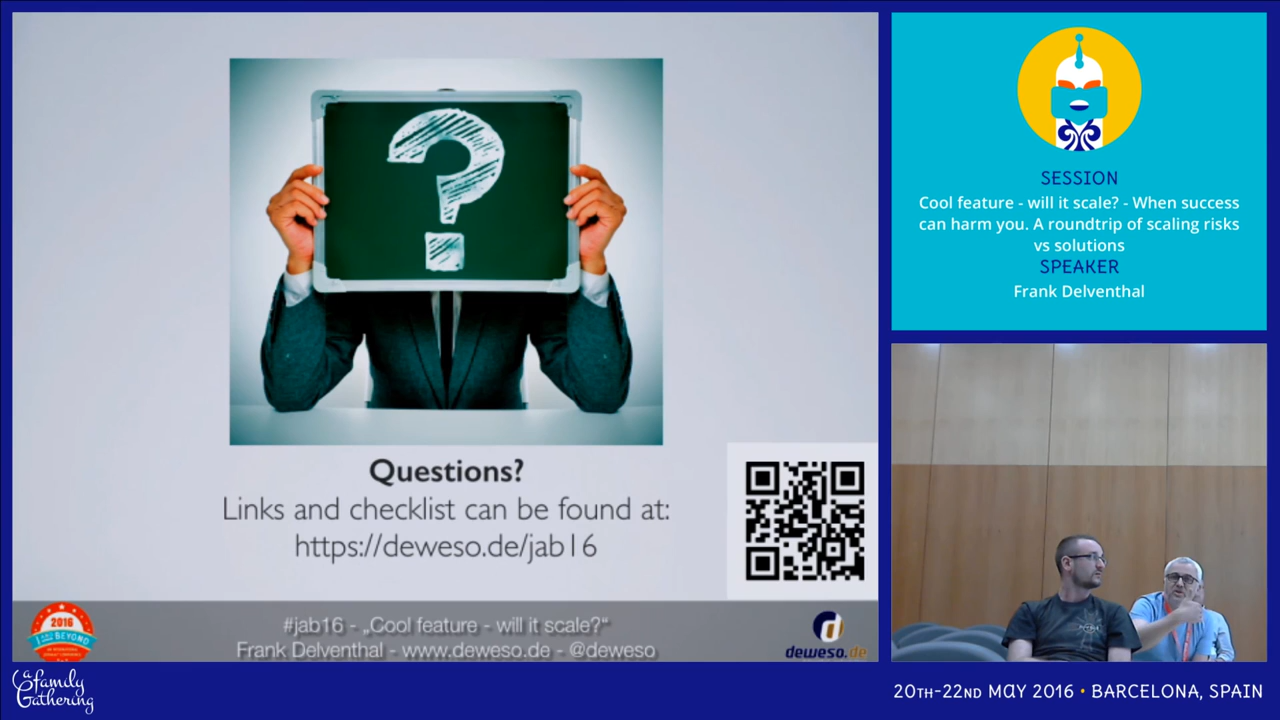 ?
Questions?
Links and checklist can be found at:
https://deweso.de/jab16
2016
BEYOND
#jab16 - „Cool feature - will it scale?“
Frank Delventhal - www.deweso.de - @deweso
deweso.de
SESSION
Cool feature - will it scale? - When success
can harm you. A roundtrip of scaling risks
vs solutions
SPEAKER
Frank Delventhal
a family
Gathering
20TH-22ND MAY 2016 • BARCELONA, SPAIN